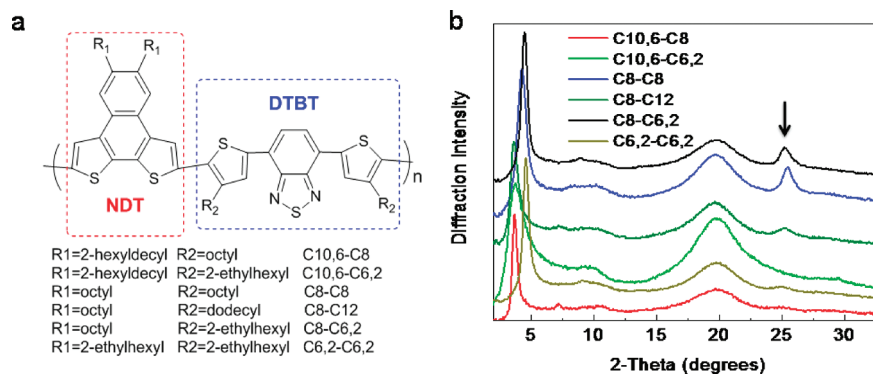 a
R1 R1
NDT
DTBT
S S S S
R2 N N R2
S
( ) n
R1=2-hexyldecyl R2=octyl C10,6-C8
R1=2-hexyldecyl R2=2-ethylhexyl C10,6-C6,2
R1=octyl R2=octyl C8-C8
R1=octyl R2=dodecyl C8-C12
R1=octyl R2=2-ethylhexyl C8-C6,2
R1=2-ethylhexyl R2=2-ethylhexyl C6,2-C6,2
b
C10,6-C8
C10,6-C6,2
C8-C8
C8-C12
C8-C6,2
C6,2-C6,2
Diffraction Intensity
5 10 15 20 25 30
2-Theta (degrees)